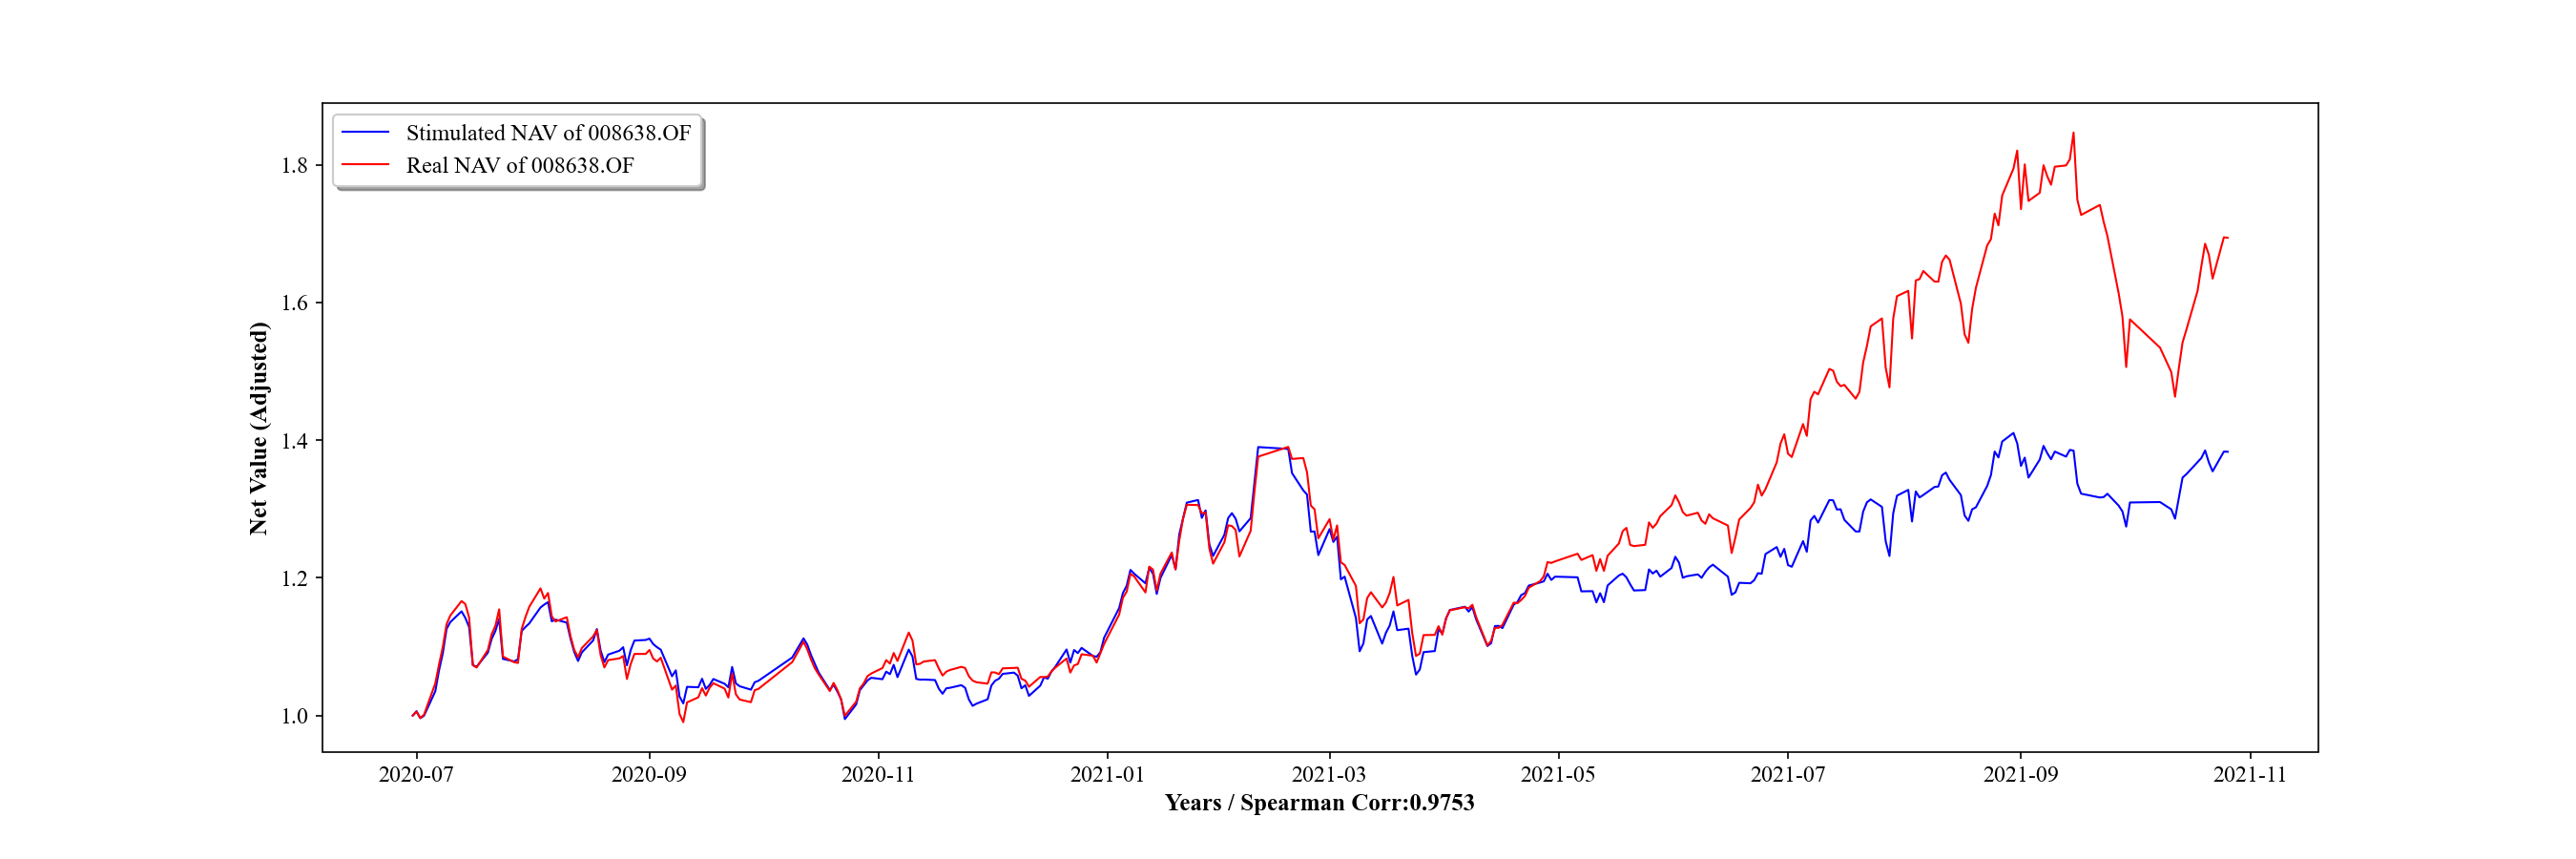 Stimulated NAV of 008638.OF
Real NAV of 008638.OF
Net Value (Adjusted)
1.8
1.6
1.4
1.2
1.0
2020-07 2020-09 2020-11 2021-01 2021-03 2021-05 2021-07 2021-09 2021-11
Years / Spearman Corr:0.9753